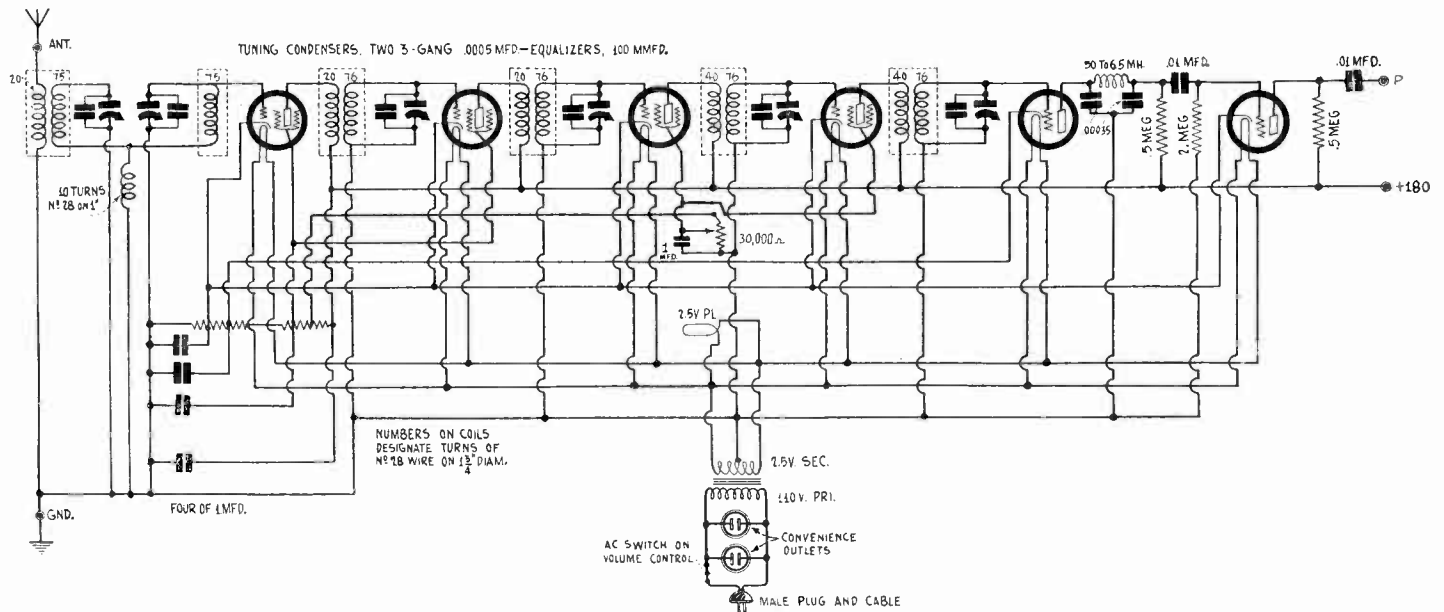 ANT.
TUNING CONDENSERS, TWO 3-GANG .0005 MFD.—EQUALIZERS, 100 MMFD.
20
75
75
20 76
20 76
40 76
40 76
50 TO 65 MH.
.01 MFD.
.01 MFD.
P
.00035
.5 MEG
2. MEG
.5 MEG
+180
10 TURNS
Nº 28 ON 1"
1
MFD.
30,000 Ω
2.5V PL
NUMBERS ON COILS
DESIGNATE TURNS OF
Nº 28 WIRE ON 1 3/4" DIAM.
2.5V. SEC.
110 V. PRI.
GND.
FOUR OF 1 MFD.
AC SWITCH ON
VOLUME CONTROL.
CONVENIENCE
OUTLETS
MALE PLUG AND CABLE